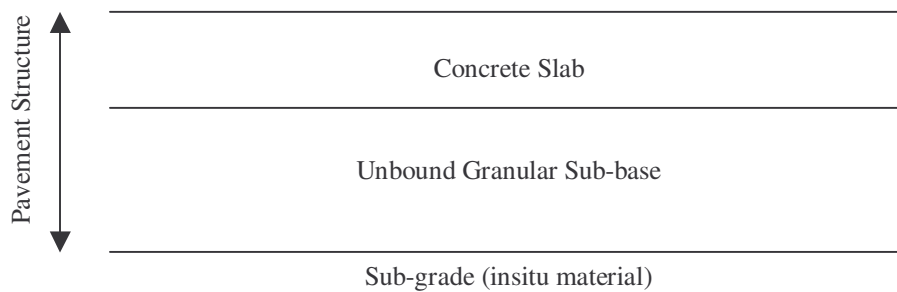 Pavement Structure
Concrete Slab
Unbound Granular Sub-base
Sub-grade (insitu material)